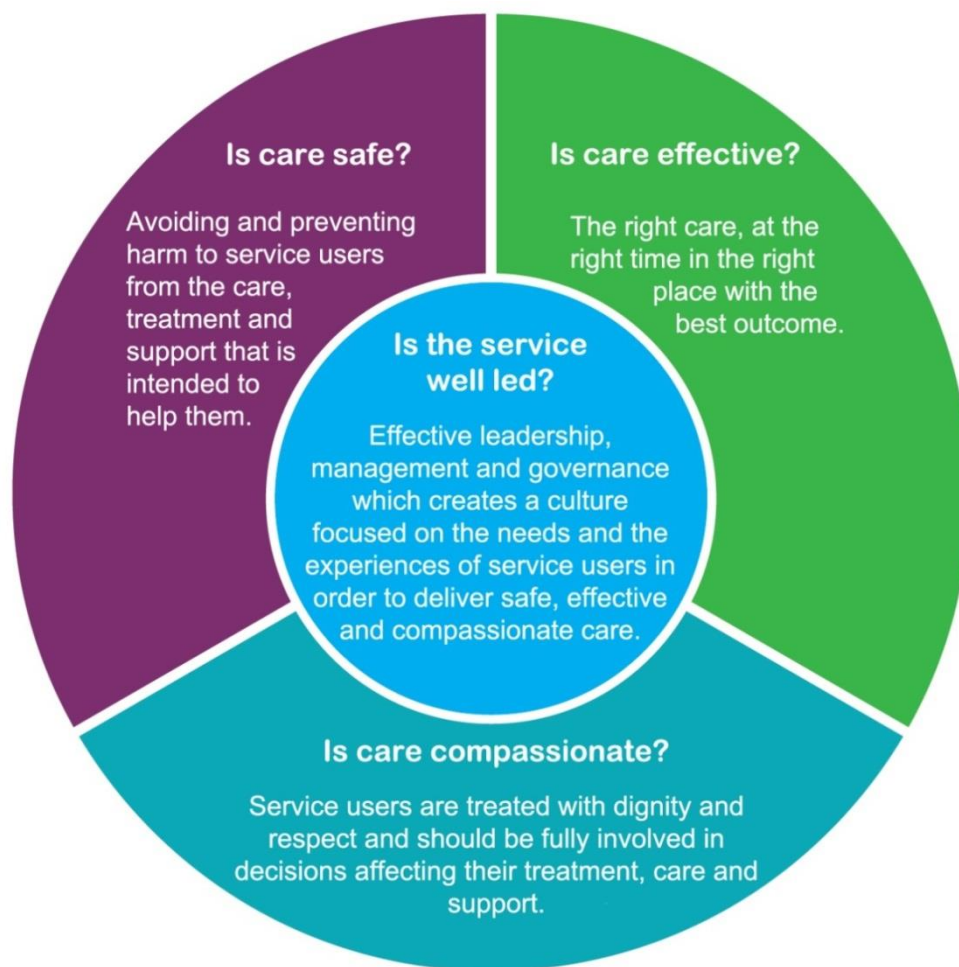 Is care safe?
Avoiding and preventing
harm to service users
from the care,
treatment and
support that is
intended to
help them.
Is care effective?
The right care, at the
right time in the right
place with the
best outcome.
Is the service
well led?
Effective leadership,
management and governance
which creates a culture
focused on the needs and the
experiences of service users in
order to deliver safe, effective
and compassionate care.
Is care compassionate?
Service users are treated with dignity and
respect and should be fully involved in
decisions affecting their treatment, care and
support.